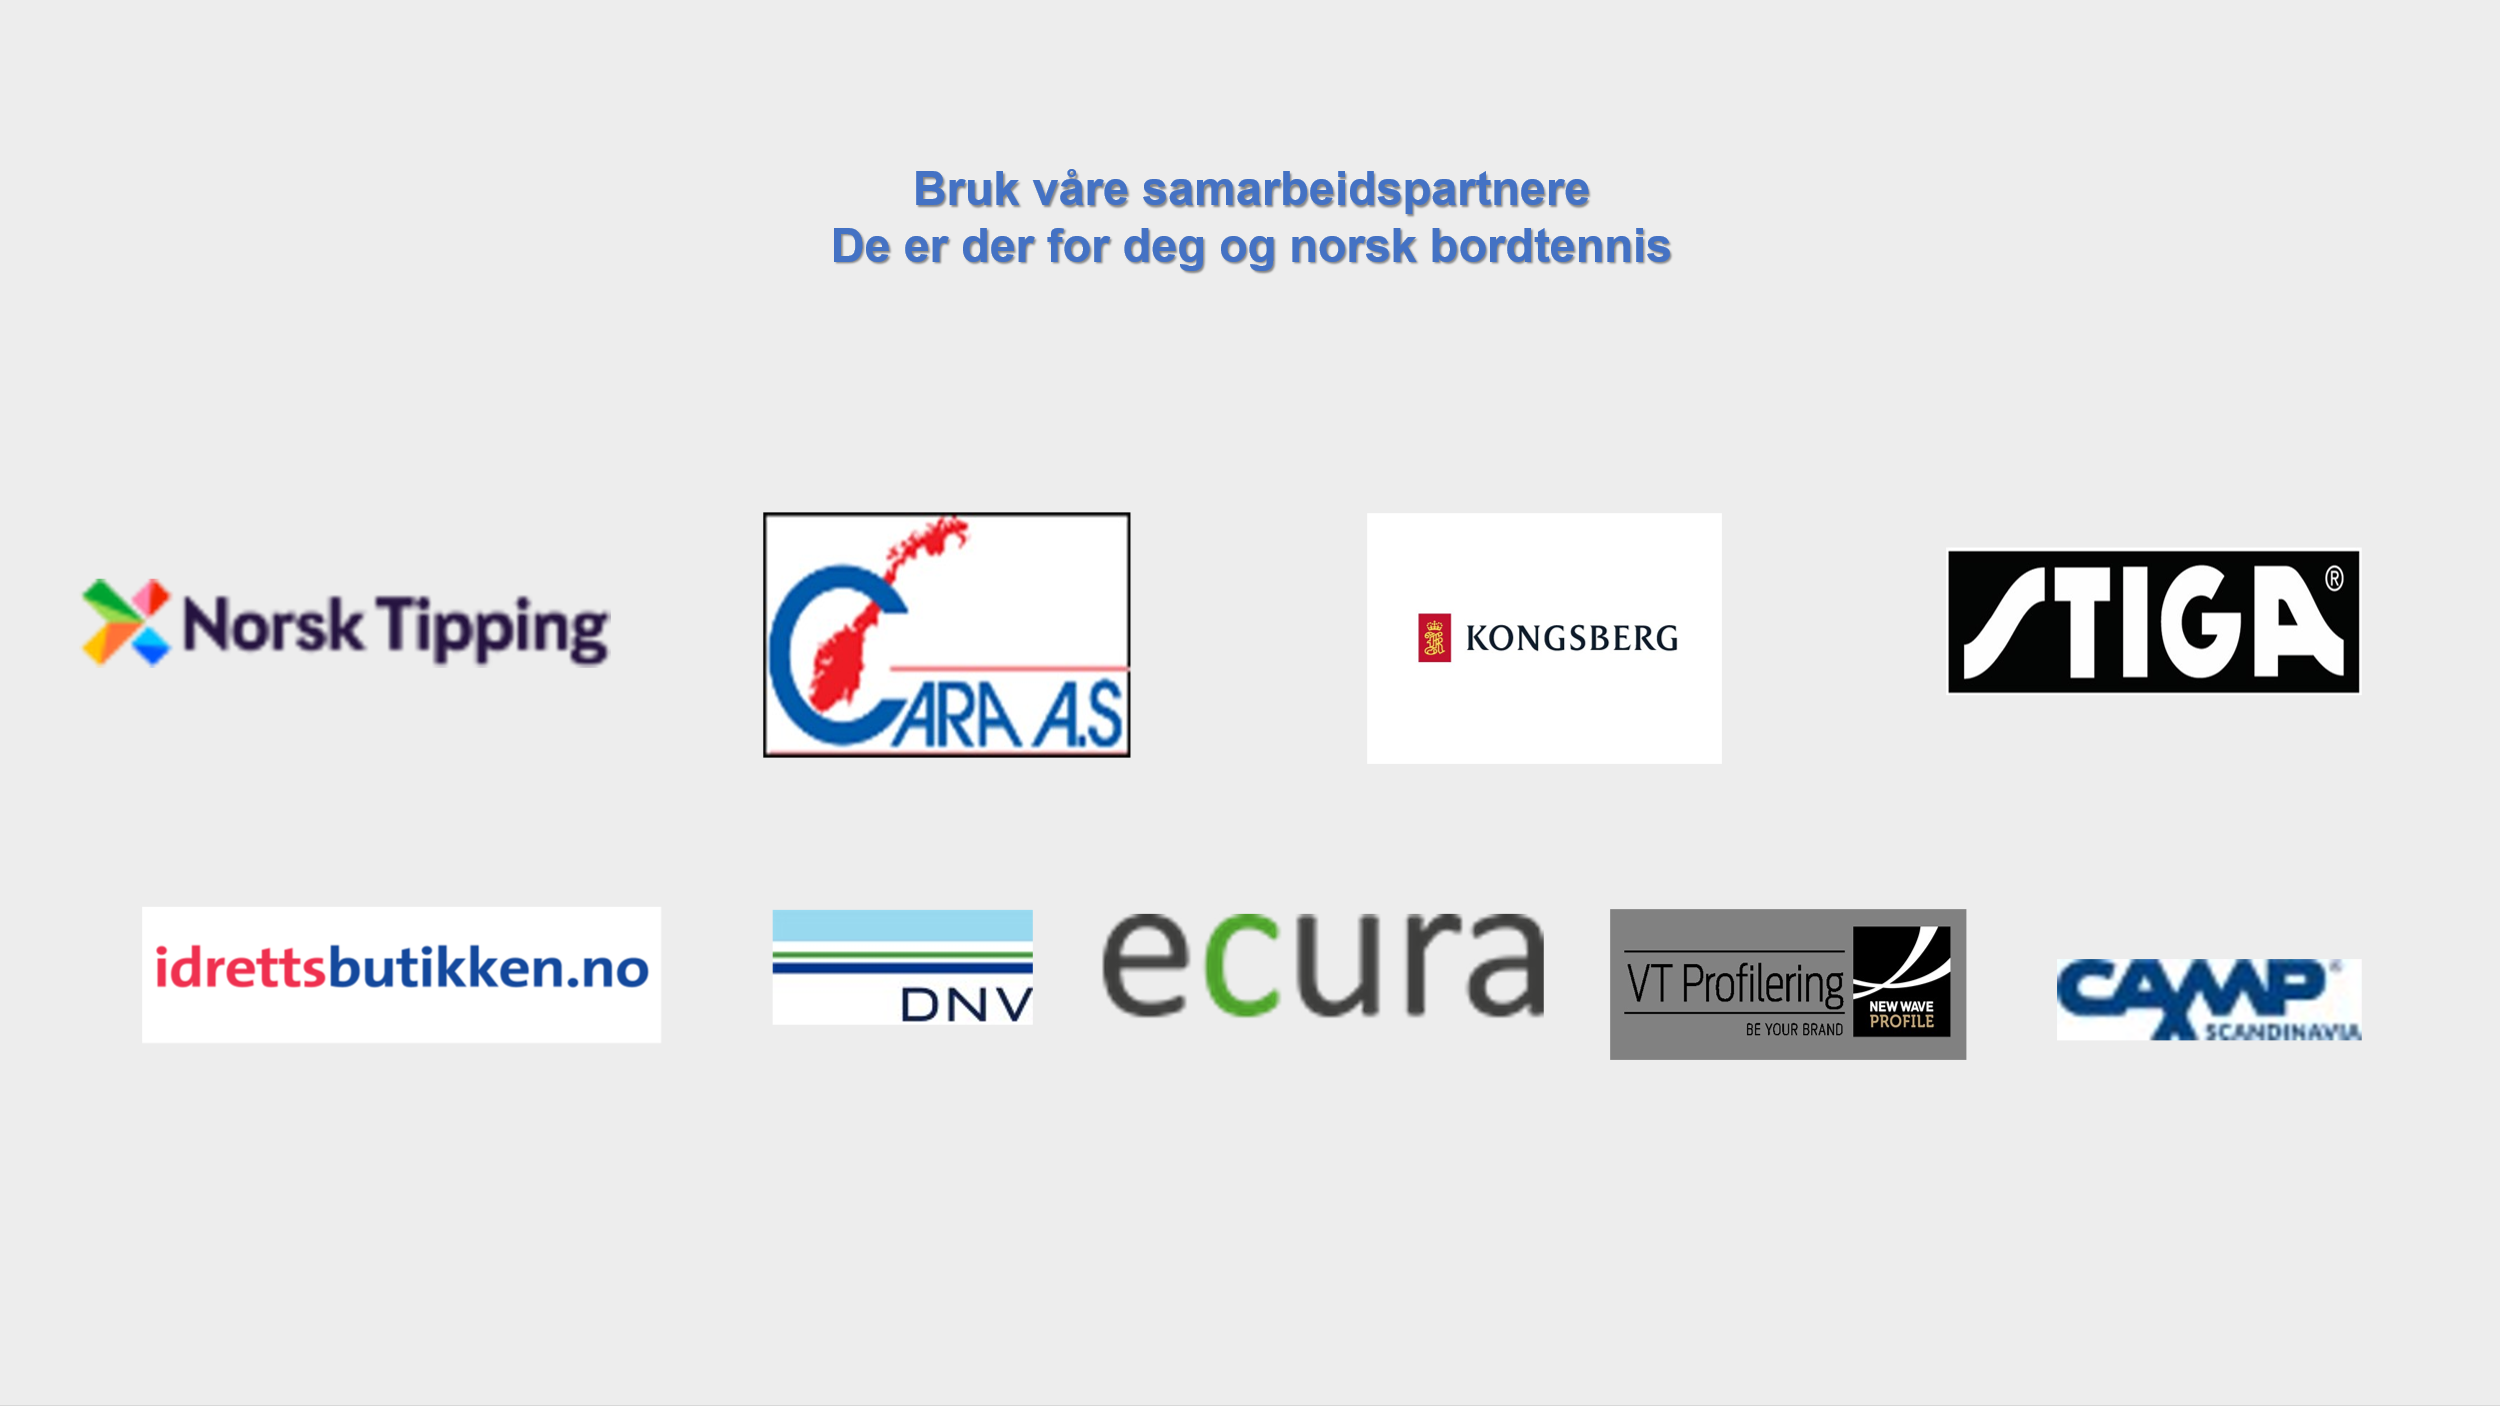 Bruk våre samarbeidspartnere
De er der for deg og norsk bordtennis
Norsk Tipping
CARA A.S
KONGSBERG
STIGA®
idrettsbutikken.no
DNV
ecura
VT Profilering
BE YOUR BRAND
NEW WAVE
PROFILE
CAMP®
SCANDINAVIA